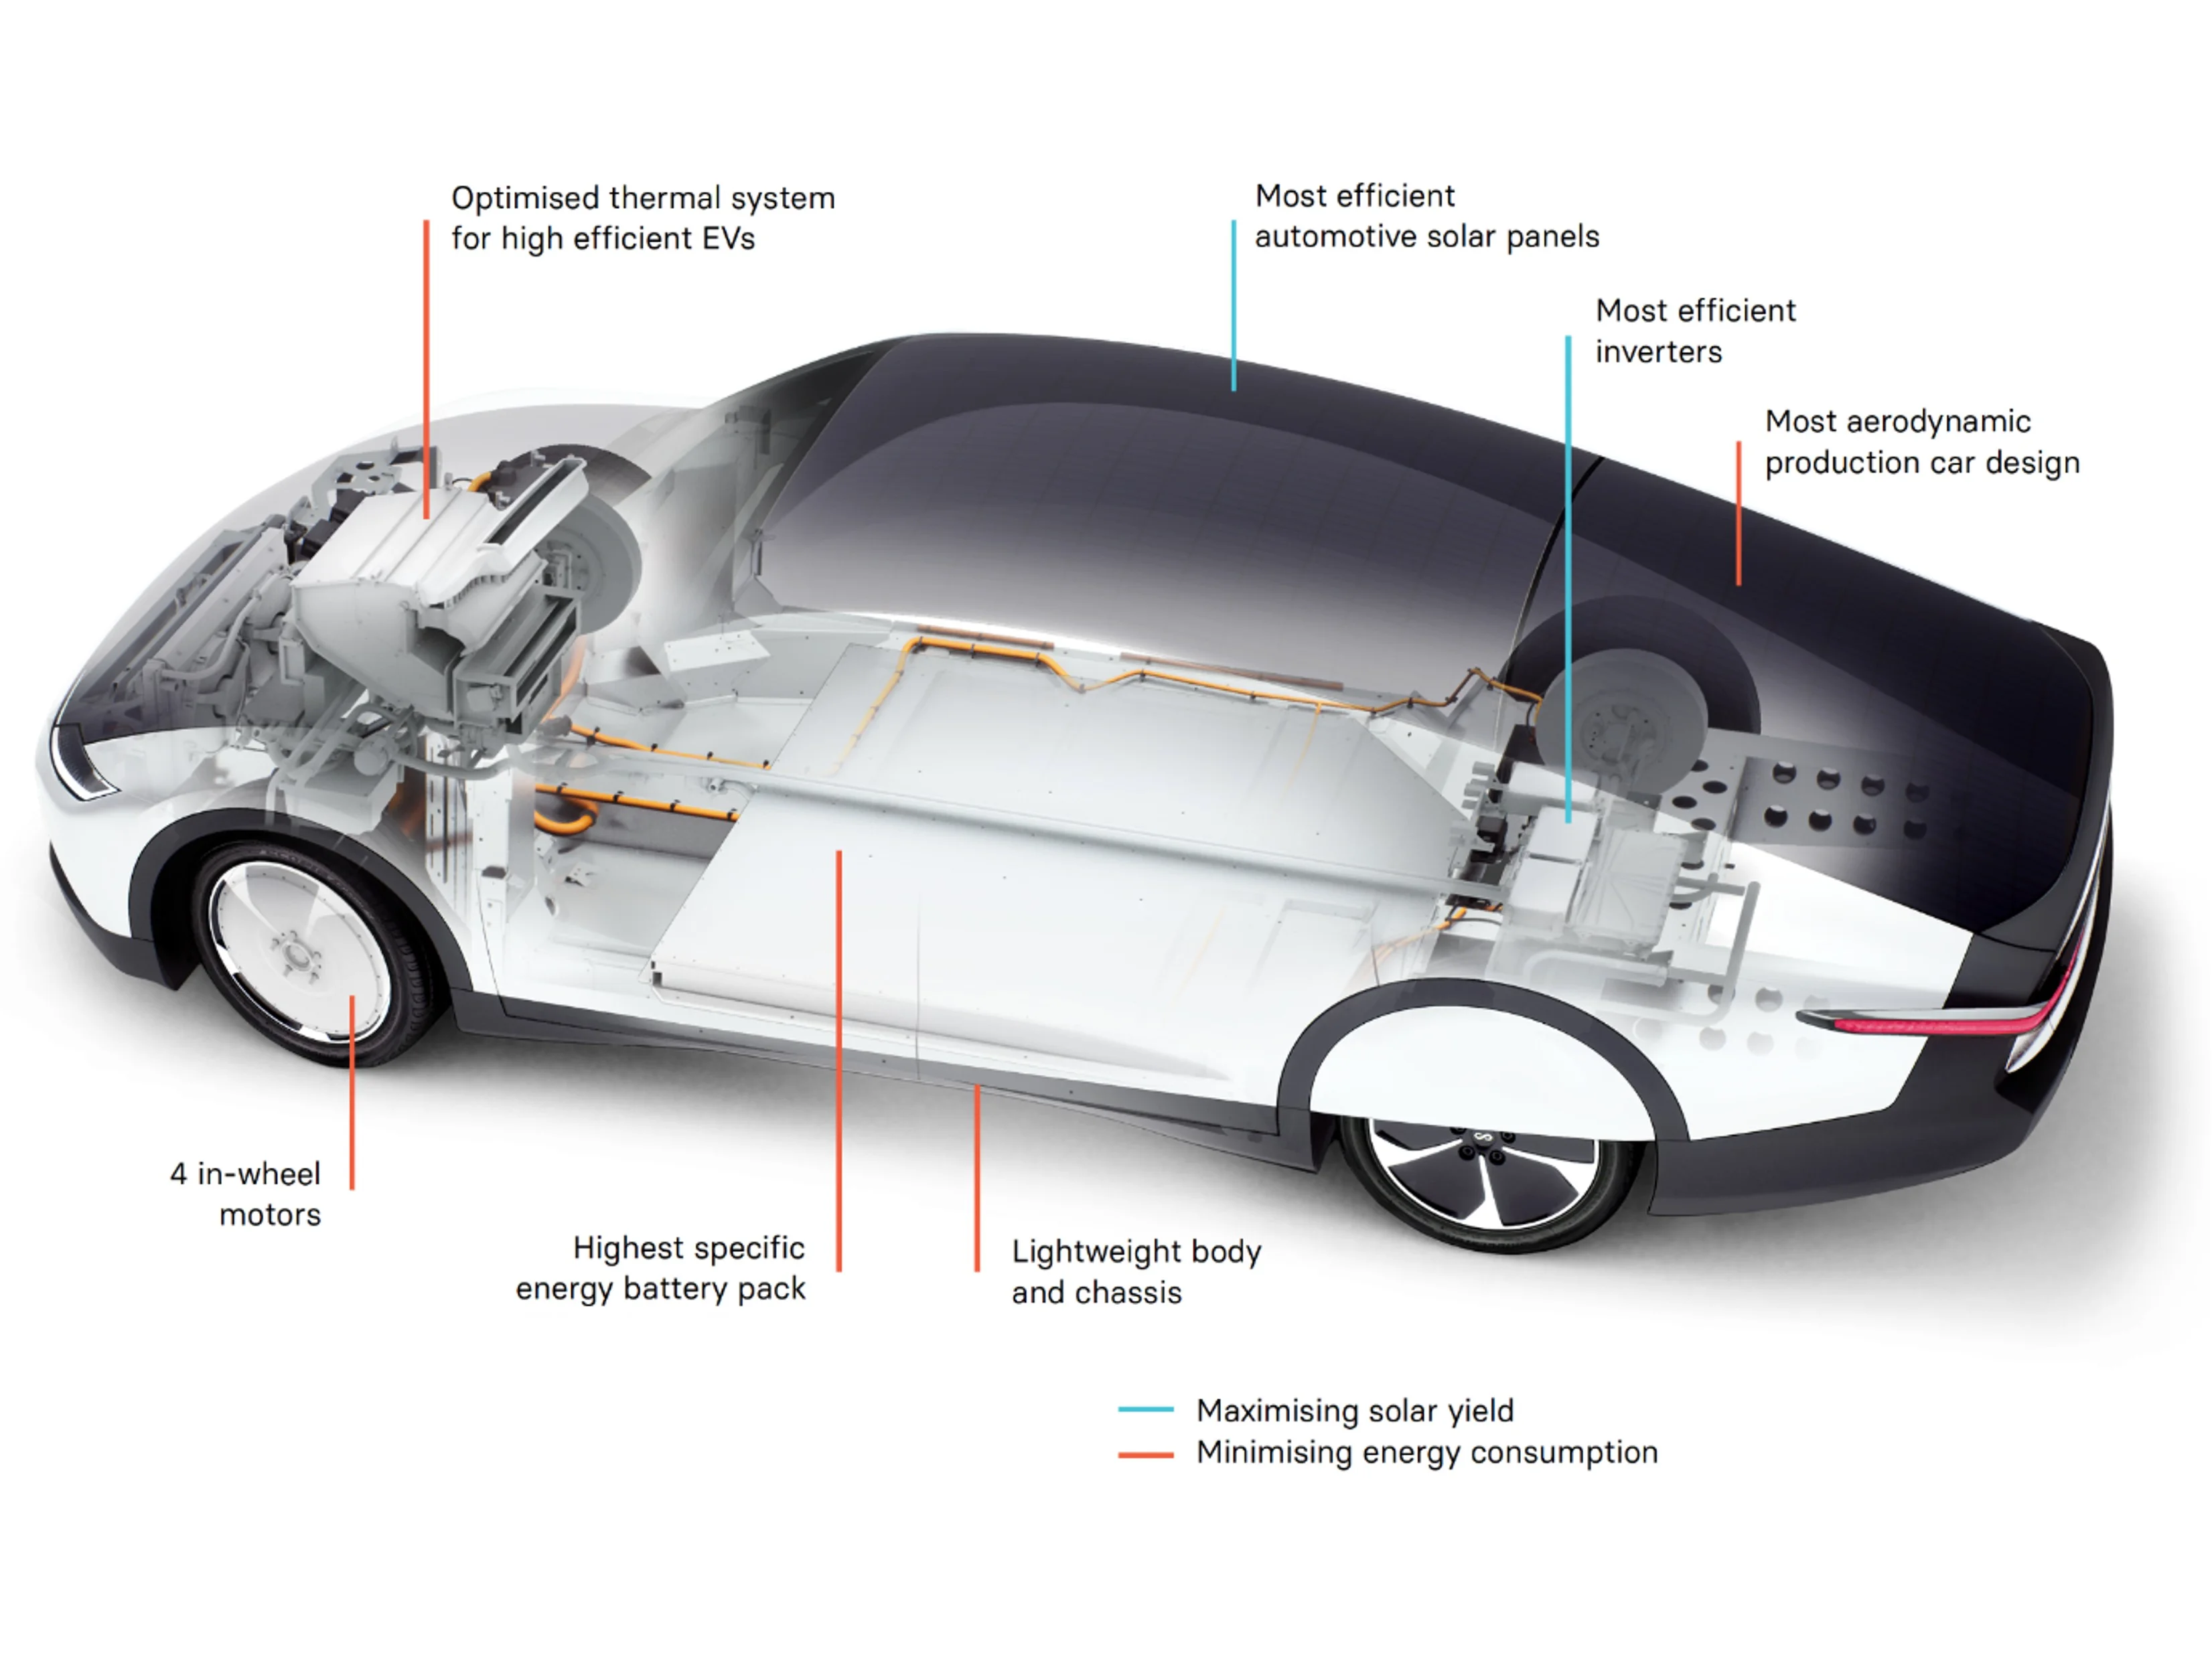 Optimised thermal system
for high efficient EVs
Most efficient
automotive solar panels
Most efficient
inverters
Most aerodynamic
production car design
4 in-wheel
motors
Highest specific
energy battery pack
Lightweight body
and chassis
Maximising solar yield
Minimising energy consumption